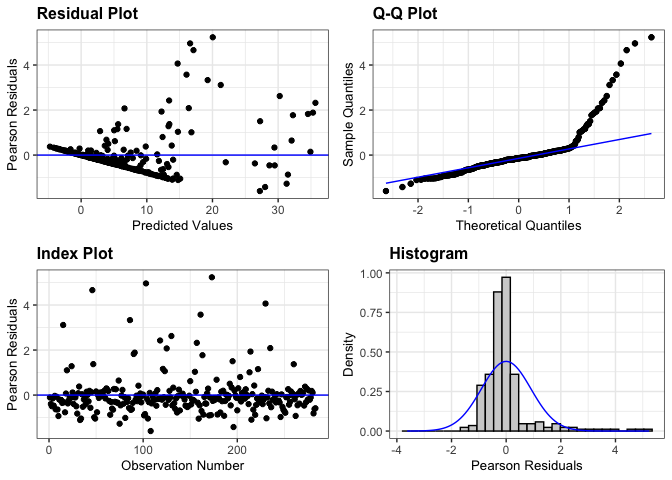 Residual Plot
Pearson Residuals
4
2
0
0
10
20
30
Predicted Values
Q-Q Plot
Sample Quantiles
4
2
0
-2
-1
0
1
2
Theoretical Quantiles
Index Plot
Pearson Residuals
4
2
0
0
100
200
Observation Number
Histogram
Density
1.00
0.75
0.50
0.25
0.00
-4
-2
0
2
4
Pearson Residuals